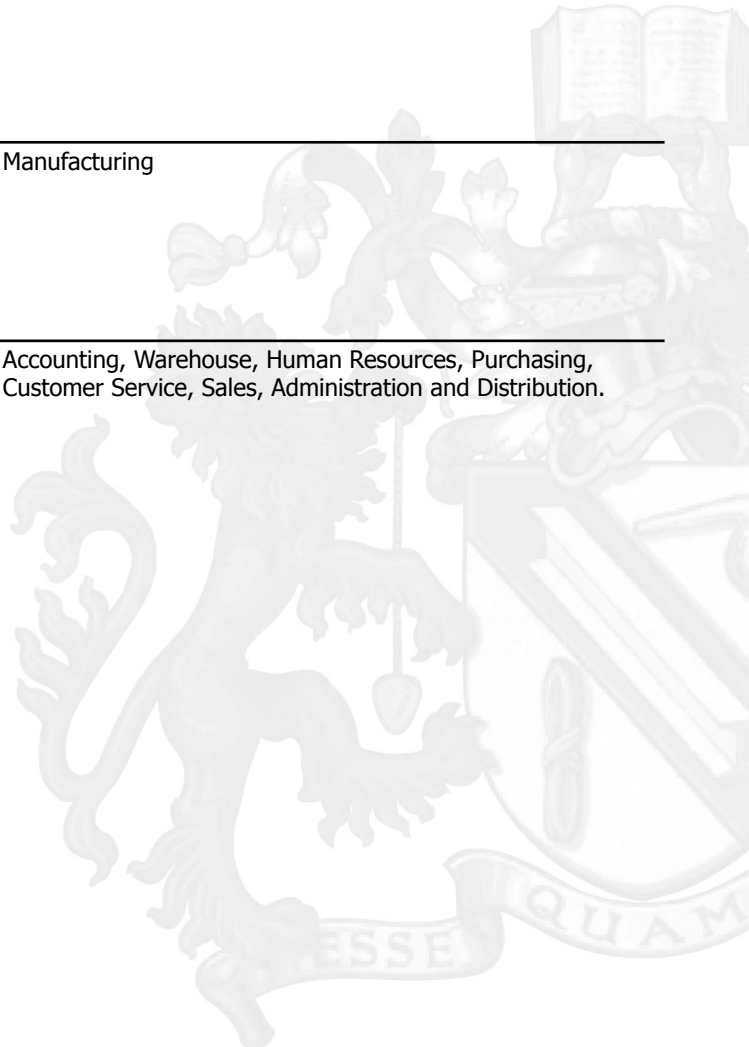 Manufacturing
Accounting, Warehouse, Human Resources, Purchasing,
Customer Service, Sales, Administration and Distribution.
ESSE
QUAM